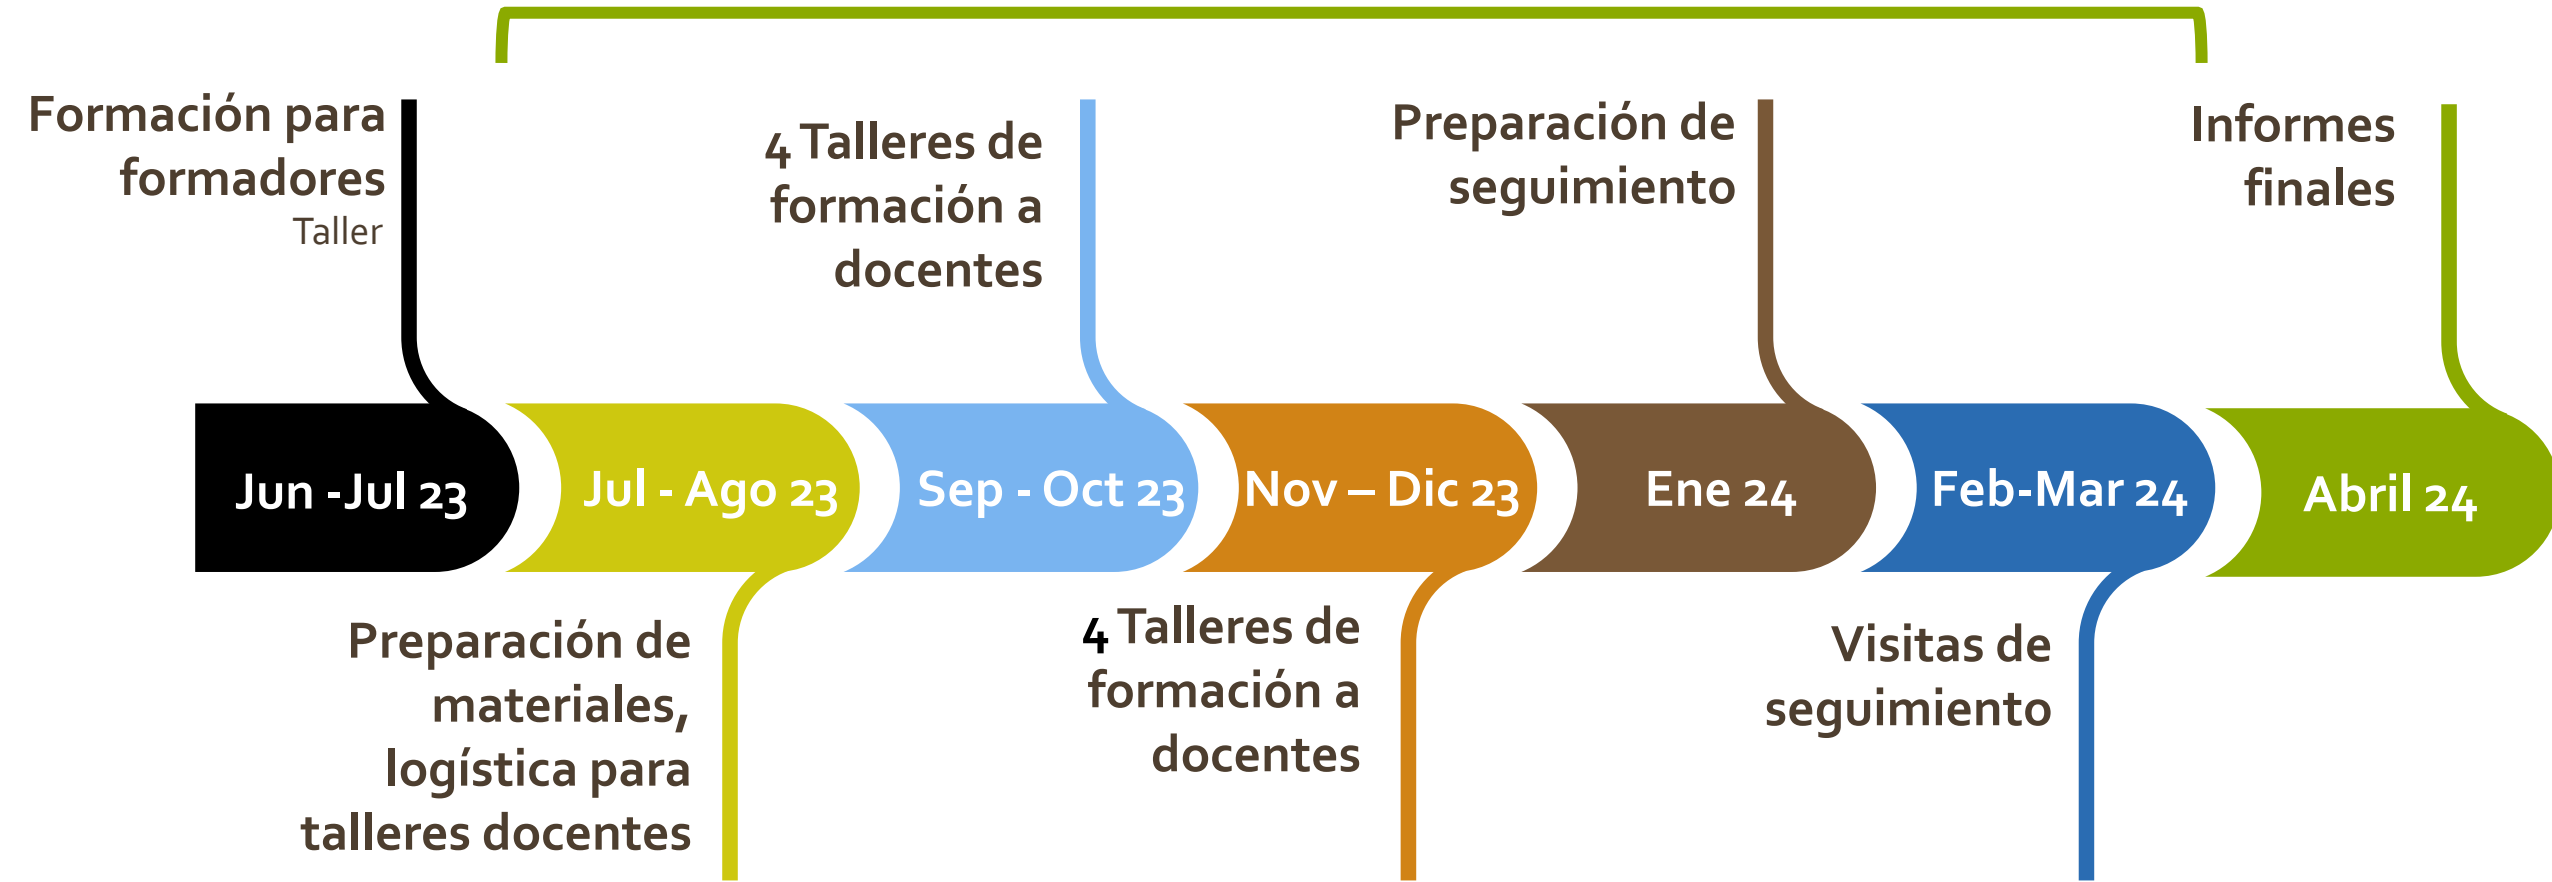 Formación para
formadores
Taller
4 Talleres de
formación a
docentes
Preparación de
seguimiento
Informes
finales
Jun -Jul 23
Jul - Ago 23
Sep - Oct 23
Nov – Dic 23
Ene 24
Feb-Mar 24
Abril 24
Preparación de
materiales,
logística para
talleres docentes
4 Talleres de
formación a
docentes
Visitas de
seguimiento